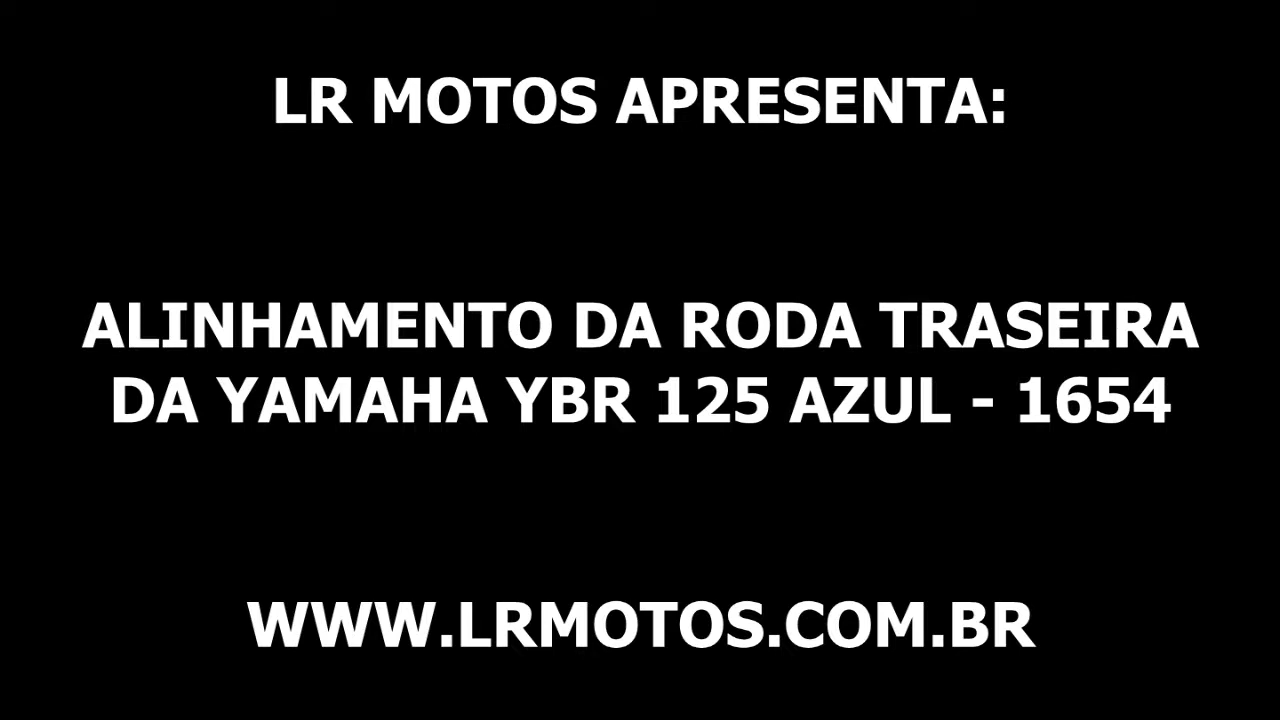 LR MOTOS APRESENTA:
ALINHAMENTO DA RODA TRASEIRA
DA YAMAHA YBR 125 AZUL - 1654
WWW.LRMOTOS.COM.BR